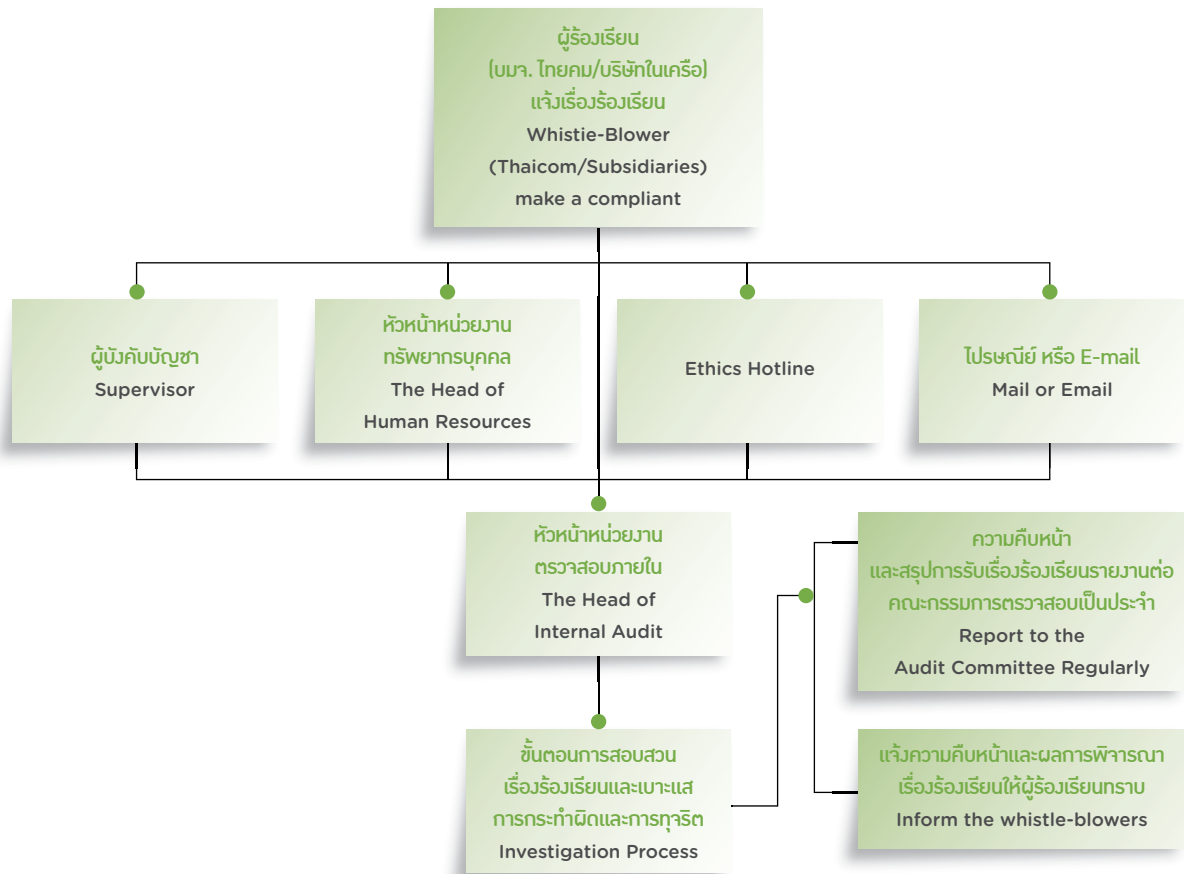 ผู้ร้องเรียน
(บมจ. ไทยคม/บริษัทในเครือ)
แจ้งเรื่องร้องเรียน
Whistie-Blower
(Thaicom/Subsidiaries)
make a compliant
ผู้บังคับบัญชา
Supervisor
หัวหน้าหน่วยงาน
ทรัพยากรบุคคล
The Head of
Human Resources
Ethics Hotline
ไปรษณีย์ หรือ E-mail
Mail or Email
หัวหน้าหน่วยงาน
ตรวจสอบภายใน
The Head of
Internal Audit
ความคืบหน้า
และสรุปการรับเรื่องร้องเรียนรายงานต่อ
คณะกรรมการตรวจสอบเป็นประจำ
Report to the
Audit Committee Regularly
ขั้นตอนการสอบสวน
เรื่องร้องเรียนและเบาะแส
การกระทำผิดและการทุจริต
Investigation Process
แจ้งความคืบหน้าและผลการพิจารณา
เรื่องร้องเรียนให้ผู้ร้องเรียนทราบ
Inform the whistle-blowers